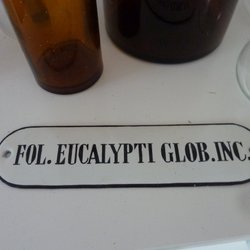 FOL. EUCALYPTI GLOB. INC.